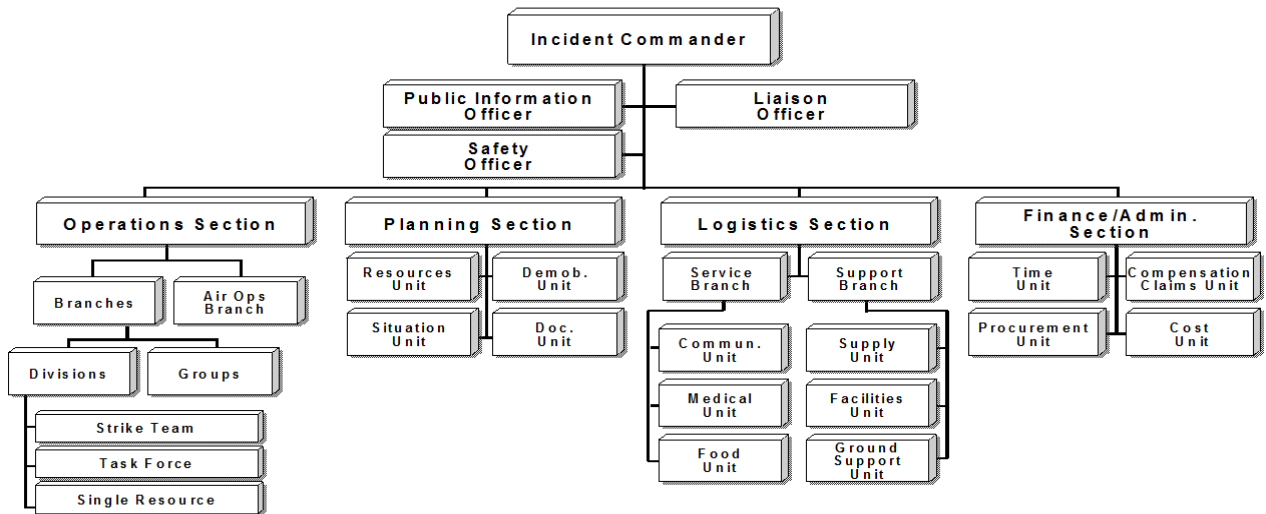 Incident Commander
Public Information
Officer
Liaison
Officer
Safety
Officer
Operations Section
Planning Section
Logistics Section
Finance/Admin.
Section
Branches
Air Ops
Branch
Divisions
Groups
Strike Team
Task Force
Single Resource
Resources
Unit
Demob.
Unit
Situation
Unit
Doc.
Unit
Service
Branch
Support
Branch
Commun.
Unit
Medical
Unit
Food
Unit
Supply
Unit
Facilities
Unit
Ground
Support
Unit
Time
Unit
Compensation
Claims Unit
Procurement
Unit
Cost
Unit